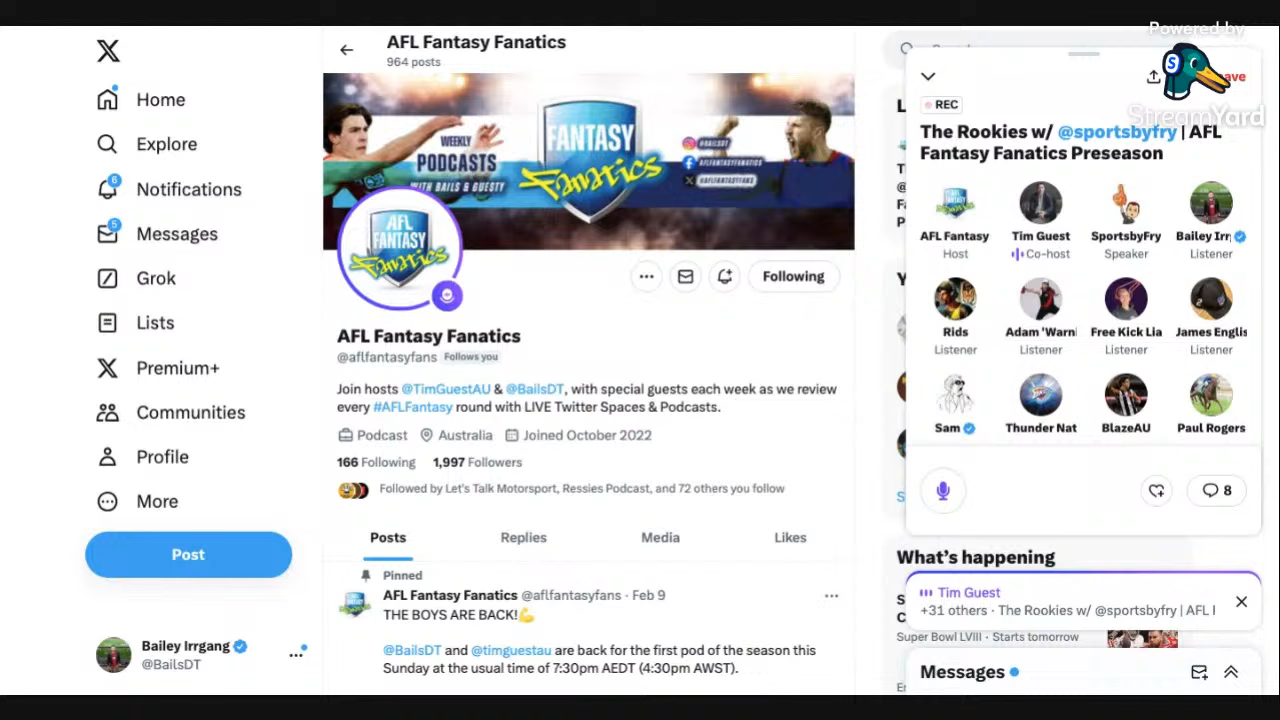 Home
Explore
6
Notifications
5
Messages
Grok
Lists
Premium+
Communities
Profile
More
Post
Bailey Irrgang
@BailsDT
AFL Fantasy Fanatics
964 posts
WEEKLY
PODCASTS
WITH BAILS & GUESTY
FANTASY
Fanatics
@BAILSDT
AFLFANTASYFANATICS
@AFLFANTASYFANS
AFL
FANTASY
Fanatics
Following
AFL Fantasy Fanatics
@aflfantasyfans Follows you
Join hosts @TimGuestAU & @BailsDT, with special guests each week as we review
every #AFLFantasy round with LIVE Twitter Spaces & Podcasts.
Podcast Australia Joined October 2022
166 Following 1,997 Followers
Followed by Let's Talk Motorsport, Ressies Podcast, and 72 others you follow
Posts Replies Media Likes
Pinned
AFL Fantasy Fanatics @aflfantasyfans · Feb 9
THE BOYS ARE BACK!💪
@BailsDT and @timguestau are back for the first pod of the season this
Sunday at the usual time of 7:30pm AEDT (4:30pm AWST).
Powered by
S
StreamYard
REC
The Rookies w/ @sportsbyfry | AFL
Fantasy Fanatics Preseason
AFL Fantasy Tim Guest SportsbyFry Bailey Irr
Host Co-host Speaker Listener
Rids Adam 'Warn Free Kick Lia James Englis
Listener Listener Listener Listener
Sam Thunder Nat BlazeAU Paul Rogers
8
What's happening
Tim Guest
+31 others · The Rookies w/ @sportsbyfry | AFL
Super Bowl LVIII · Starts tomorrow
Messages